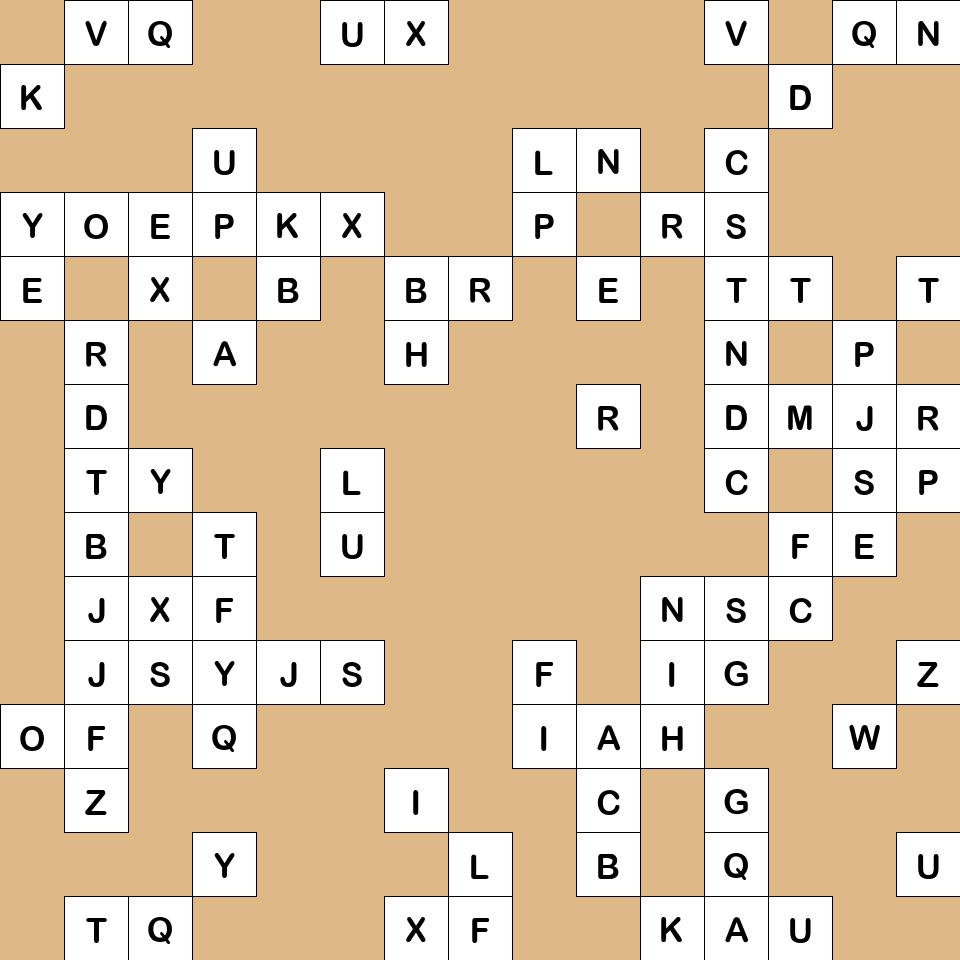 V Q U X V Q N
K D
U L N C
Y O E P K X P R S
E X B B R E T T T
R A H N P
D R D M J R
T Y L C S P
B T U F E
J X F N S C
J S Y J S F I G Z
O F Q I A H W
Z I C G
Y L B Q U
T Q X F K A U